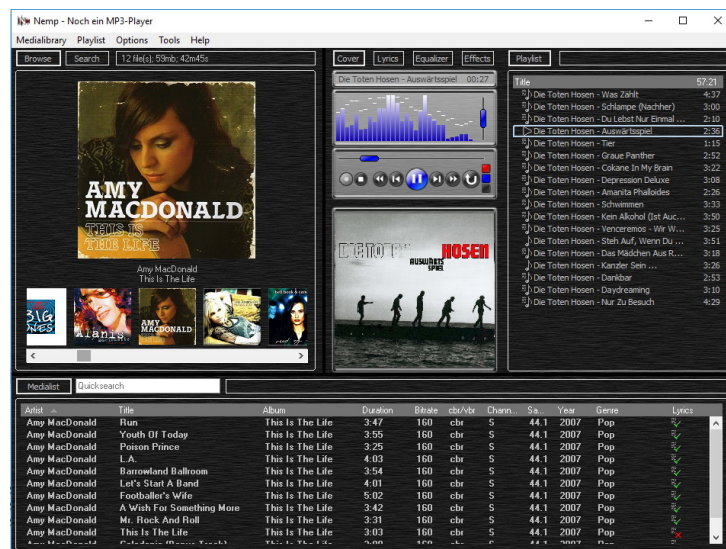 Nemp - Noch ein MP3-Player
Medialibrary Playlist Options Tools Help
Browse Search 12 file(s); 59mb; 42m45s
AMY
MACDONALD
THIS IS
THE LIFE
Amy MacDonald
This Is The Life
BIG
ONES
Alanis
AMY
MACDONALD
Cover Lyrics Equalizer Effects
Die Toten Hosen - Auswärtsspiel 00:27
DIE TOTEN HOSEN
AUSWÄRTS
SPIEL
Playlist
Title 57:21
Die Toten Hosen - Was Zählt 4:37
Die Toten Hosen - Schlampe (Nachher) 3:00
Die Toten Hosen - Du Lebst Nur Einmal ... 2:10
Die Toten Hosen - Auswärtsspiel 2:36
Die Toten Hosen - Tier 1:15
Die Toten Hosen - Graue Panther 2:52
Die Toten Hosen - Cokane In My Brain 3:22
Die Toten Hosen - Depression Deluxe 3:08
Die Toten Hosen - Amanita Phalloides 2:26
Die Toten Hosen - Schwimmen 3:33
Die Toten Hosen - Kein Alkohol (Ist Auc... 3:50
Die Toten Hosen - Venceremos - Wir W... 3:25
Die Toten Hosen - Steh Auf, Wenn Du ... 3:51
Die Toten Hosen - Das Mädchen Aus R... 3:18
Die Toten Hosen - Kanzler Sein ... 3:26
Die Toten Hosen - Dankbar 2:53
Die Toten Hosen - Daydreaming 3:10
Die Toten Hosen - Nur Zu Besuch 4:29
Medialist Quicksearch
Artist Title Album Duration Bitrate cbr/vbr Chann... Sa... Year Genre Lyrics
Amy MacDonald Run This Is The Life 3:47 160 cbr S 44.1 2007 Pop
Amy MacDonald Youth Of Today This Is The Life 3:55 160 cbr S 44.1 2007 Pop
Amy MacDonald Poison Prince This Is The Life 3:25 160 cbr S 44.1 2007 Pop
Amy MacDonald L.A. This Is The Life 4:03 160 cbr S 44.1 2007 Pop
Amy MacDonald Barrowland Ballroom This Is The Life 3:54 160 cbr S 44.1 2007 Pop
Amy MacDonald Let's Start A Band This Is The Life 4:01 160 cbr S 44.1 2007 Pop
Amy MacDonald Footballer's Wife This Is The Life 5:02 160 cbr S 44.1 2007 Pop
Amy MacDonald A Wish For Something More This Is The Life 3:42 160 cbr S 44.1 2007 Pop
Amy MacDonald Mr. Rock And Roll This Is The Life 3:31 160 cbr S 44.1 2007 Pop
Amy MacDonald This Is The Life This Is The Life 3:03 160 cbr S 44.1 2007 Pop